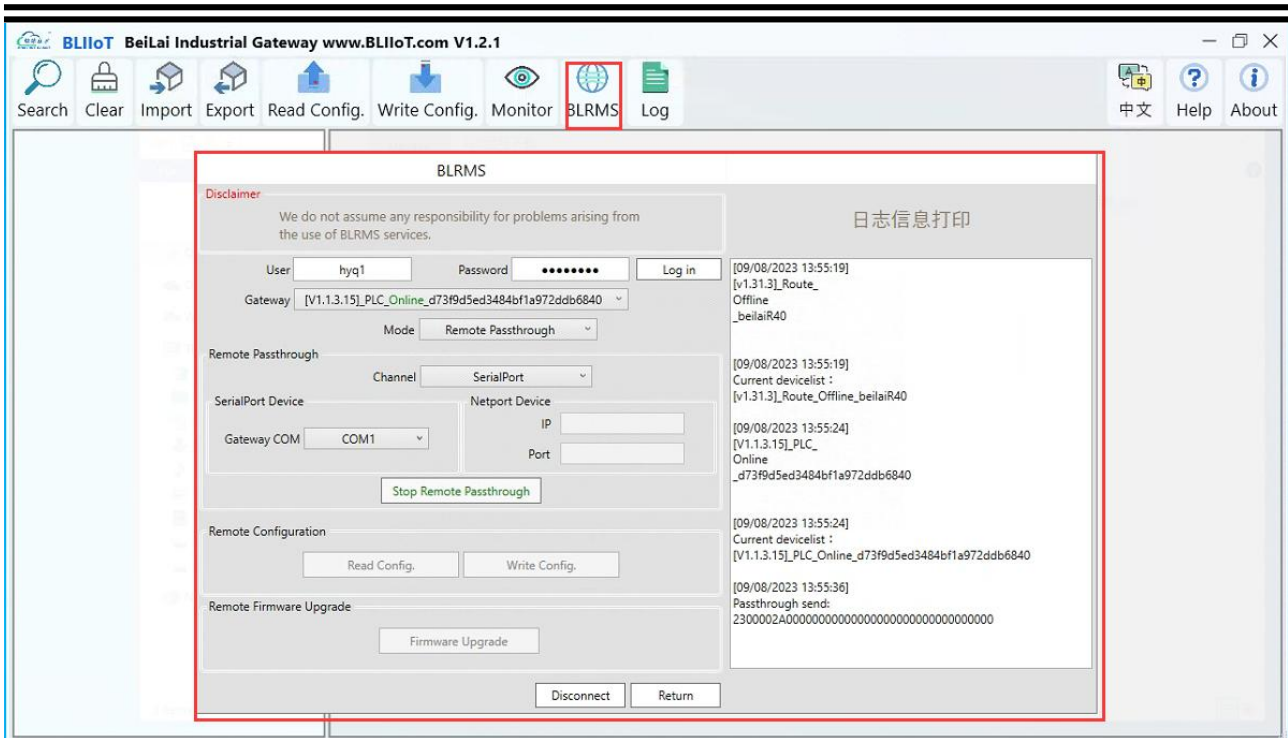 BLIIoT BeiLai Industrial Gateway www.BLIIoT.com V1.2.1
Search Clear Import Export Read Config. Write Config. Monitor BLRMS Log 中文 Help About
BLRMS
Disclaimer
We do not assume any responsibility for problems arising from
the use of BLRMS services.
User hyq1 Password •••••••• Log in
Gateway [V1.1.3.15]_PLC_Online_d73f9d5ed3484bf1a972ddb6840
Mode Remote Passthrough
Remote Passthrough
Channel SerialPort
SerialPort Device
Netport Device
Gateway COM COM1
IP
Port
Stop Remote Passthrough
Remote Configuration
Read Config. Write Config.
Remote Firmware Upgrade
Firmware Upgrade
Disconnect Return
日志信息打印
[09/08/2023 13:55:19]
[v1.31.3]_Route_
Offline
_beilaiR40
[09/08/2023 13:55:19]
Current devicelist：
[v1.31.3]_Route_Offline_beilaiR40
[09/08/2023 13:55:24]
[V1.1.3.15]_PLC_
Online
_d73f9d5ed3484bf1a972ddb6840
[09/08/2023 13:55:24]
Current devicelist：
[V1.1.3.15]_PLC_Online_d73f9d5ed3484bf1a972ddb6840
[09/08/2023 13:55:36]
Passthrough send: